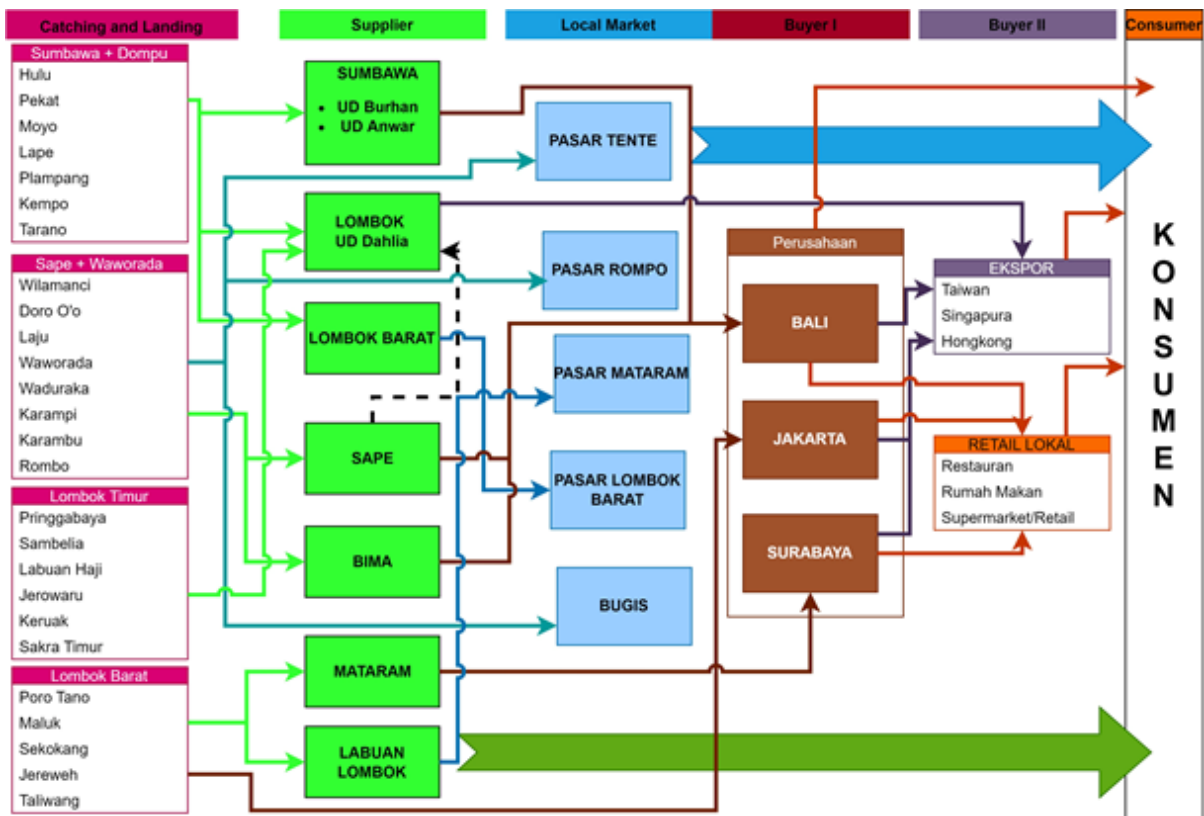 Catching and Landing
Supplier
Local Market
Buyer I
Buyer II
Consumer
Sumbawa + Dompu
Hulu
Pekat
Moyo
Lape
Plampang
Kempo
Tarano
Sape + Waworada
Wilamanci
Doro O'o
Laju
Waworada
Waduraka
Karampi
Karambu
Rombo
Lombok Timur
Pringgabaya
Sambelia
Labuan Haji
Jerowaru
Keruak
Sakra Timur
Lombok Barat
Poro Tano
Maluk
Sekokang
Jereweh
Taliwang
SUMBAWA
• UD Burhan
• UD Anwar
LOMBOK
UD Dahlia
LOMBOK BARAT
SAPE
BIMA
MATARAM
LABUAN
LOMBOK
PASAR TENTE
PASAR ROMPO
PASAR MATARAM
PASAR LOMBOK
BARAT
BUGIS
Perusahaan
BALI
JAKARTA
SURABAYA
EKSPOR
Taiwan
Singapura
Hongkong
RETAIL LOKAL
Restauran
Rumah Makan
Supermarket/Retail
KONSUMEN